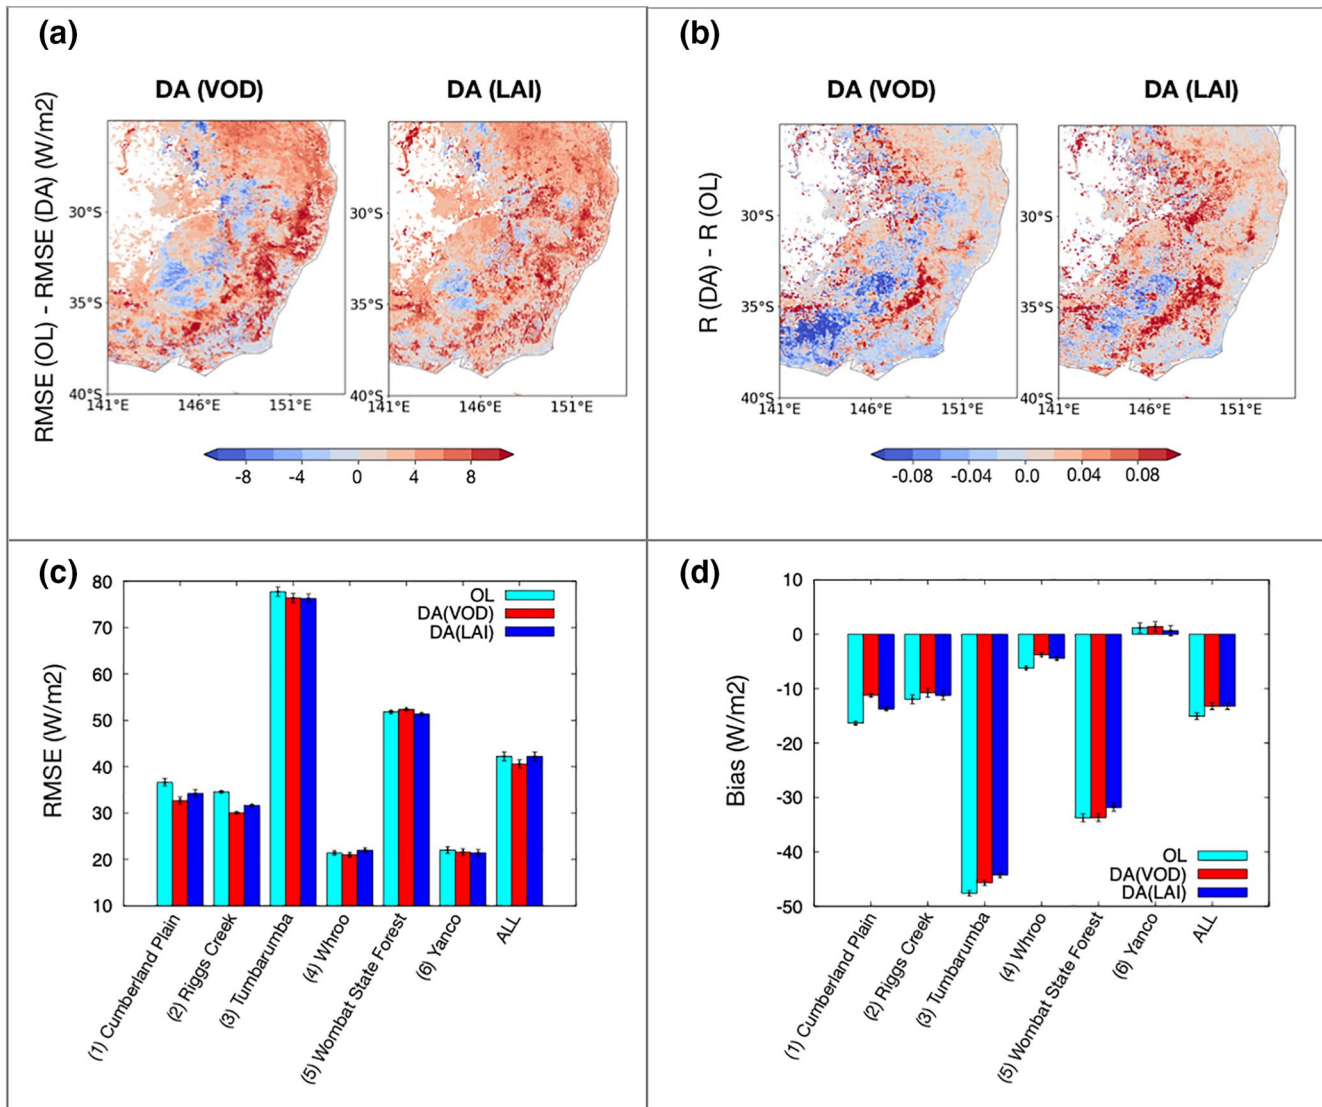 (a)
DA (VOD)
DA (LAI)
RMSE (OL) - RMSE (DA) (W/m2)
30°S
35°S
40°S
141°E
146°E
151°E
30°S
35°S
40°S
141°E
146°E
151°E
-8
-4
0
4
8
(b)
DA (VOD)
DA (LAI)
R (DA) - R (OL)
30°S
35°S
40°S
141°E
146°E
151°E
30°S
35°S
40°S
141°E
146°E
151°E
-0.08
-0.04
0.0
0.04
0.08
(c)
RMSE (W/m2)
80
70
60
50
40
30
20
10
OL
DA(VOD)
DA(LAI)
(1) Cumberland Plain
(2) Riggs Creek
(3) Tumbarumba
(4) Whroo
(5) Wombat State Forest
(6) Yanco
ALL
(d)
Bias (W/m2)
10
0
-10
-20
-30
-40
-50
OL
DA(VOD)
DA(LAI)
(1) Cumberland Plain
(2) Riggs Creek
(3) Tumbarumba
(4) Whroo
(5) Wombat State Forest
(6) Yanco
ALL